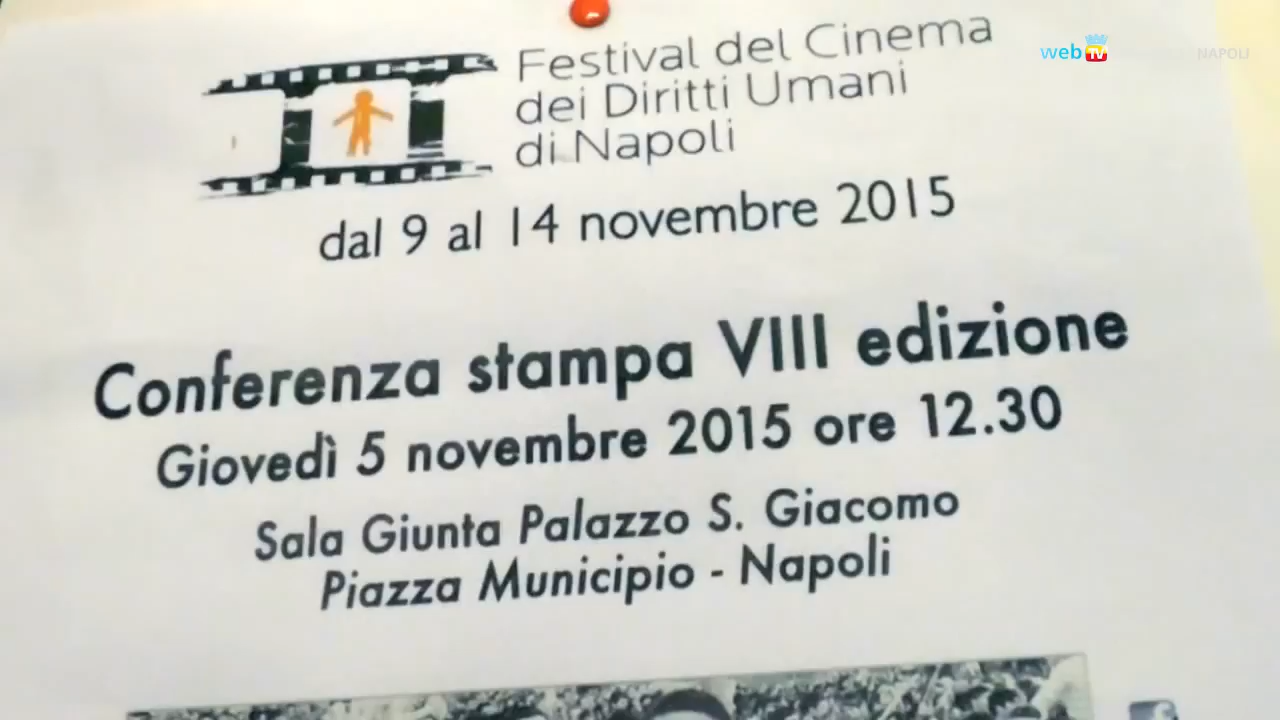 Festival del Cinema
dei Diritti Umani
di Napoli
web TV NAPOLI
dal 9 al 14 novembre 2015
Conferenza stampa VIII edizione
Giovedì 5 novembre 2015 ore 12.30
Sala Giunta Palazzo S. Giacomo
Piazza Municipio - Napoli